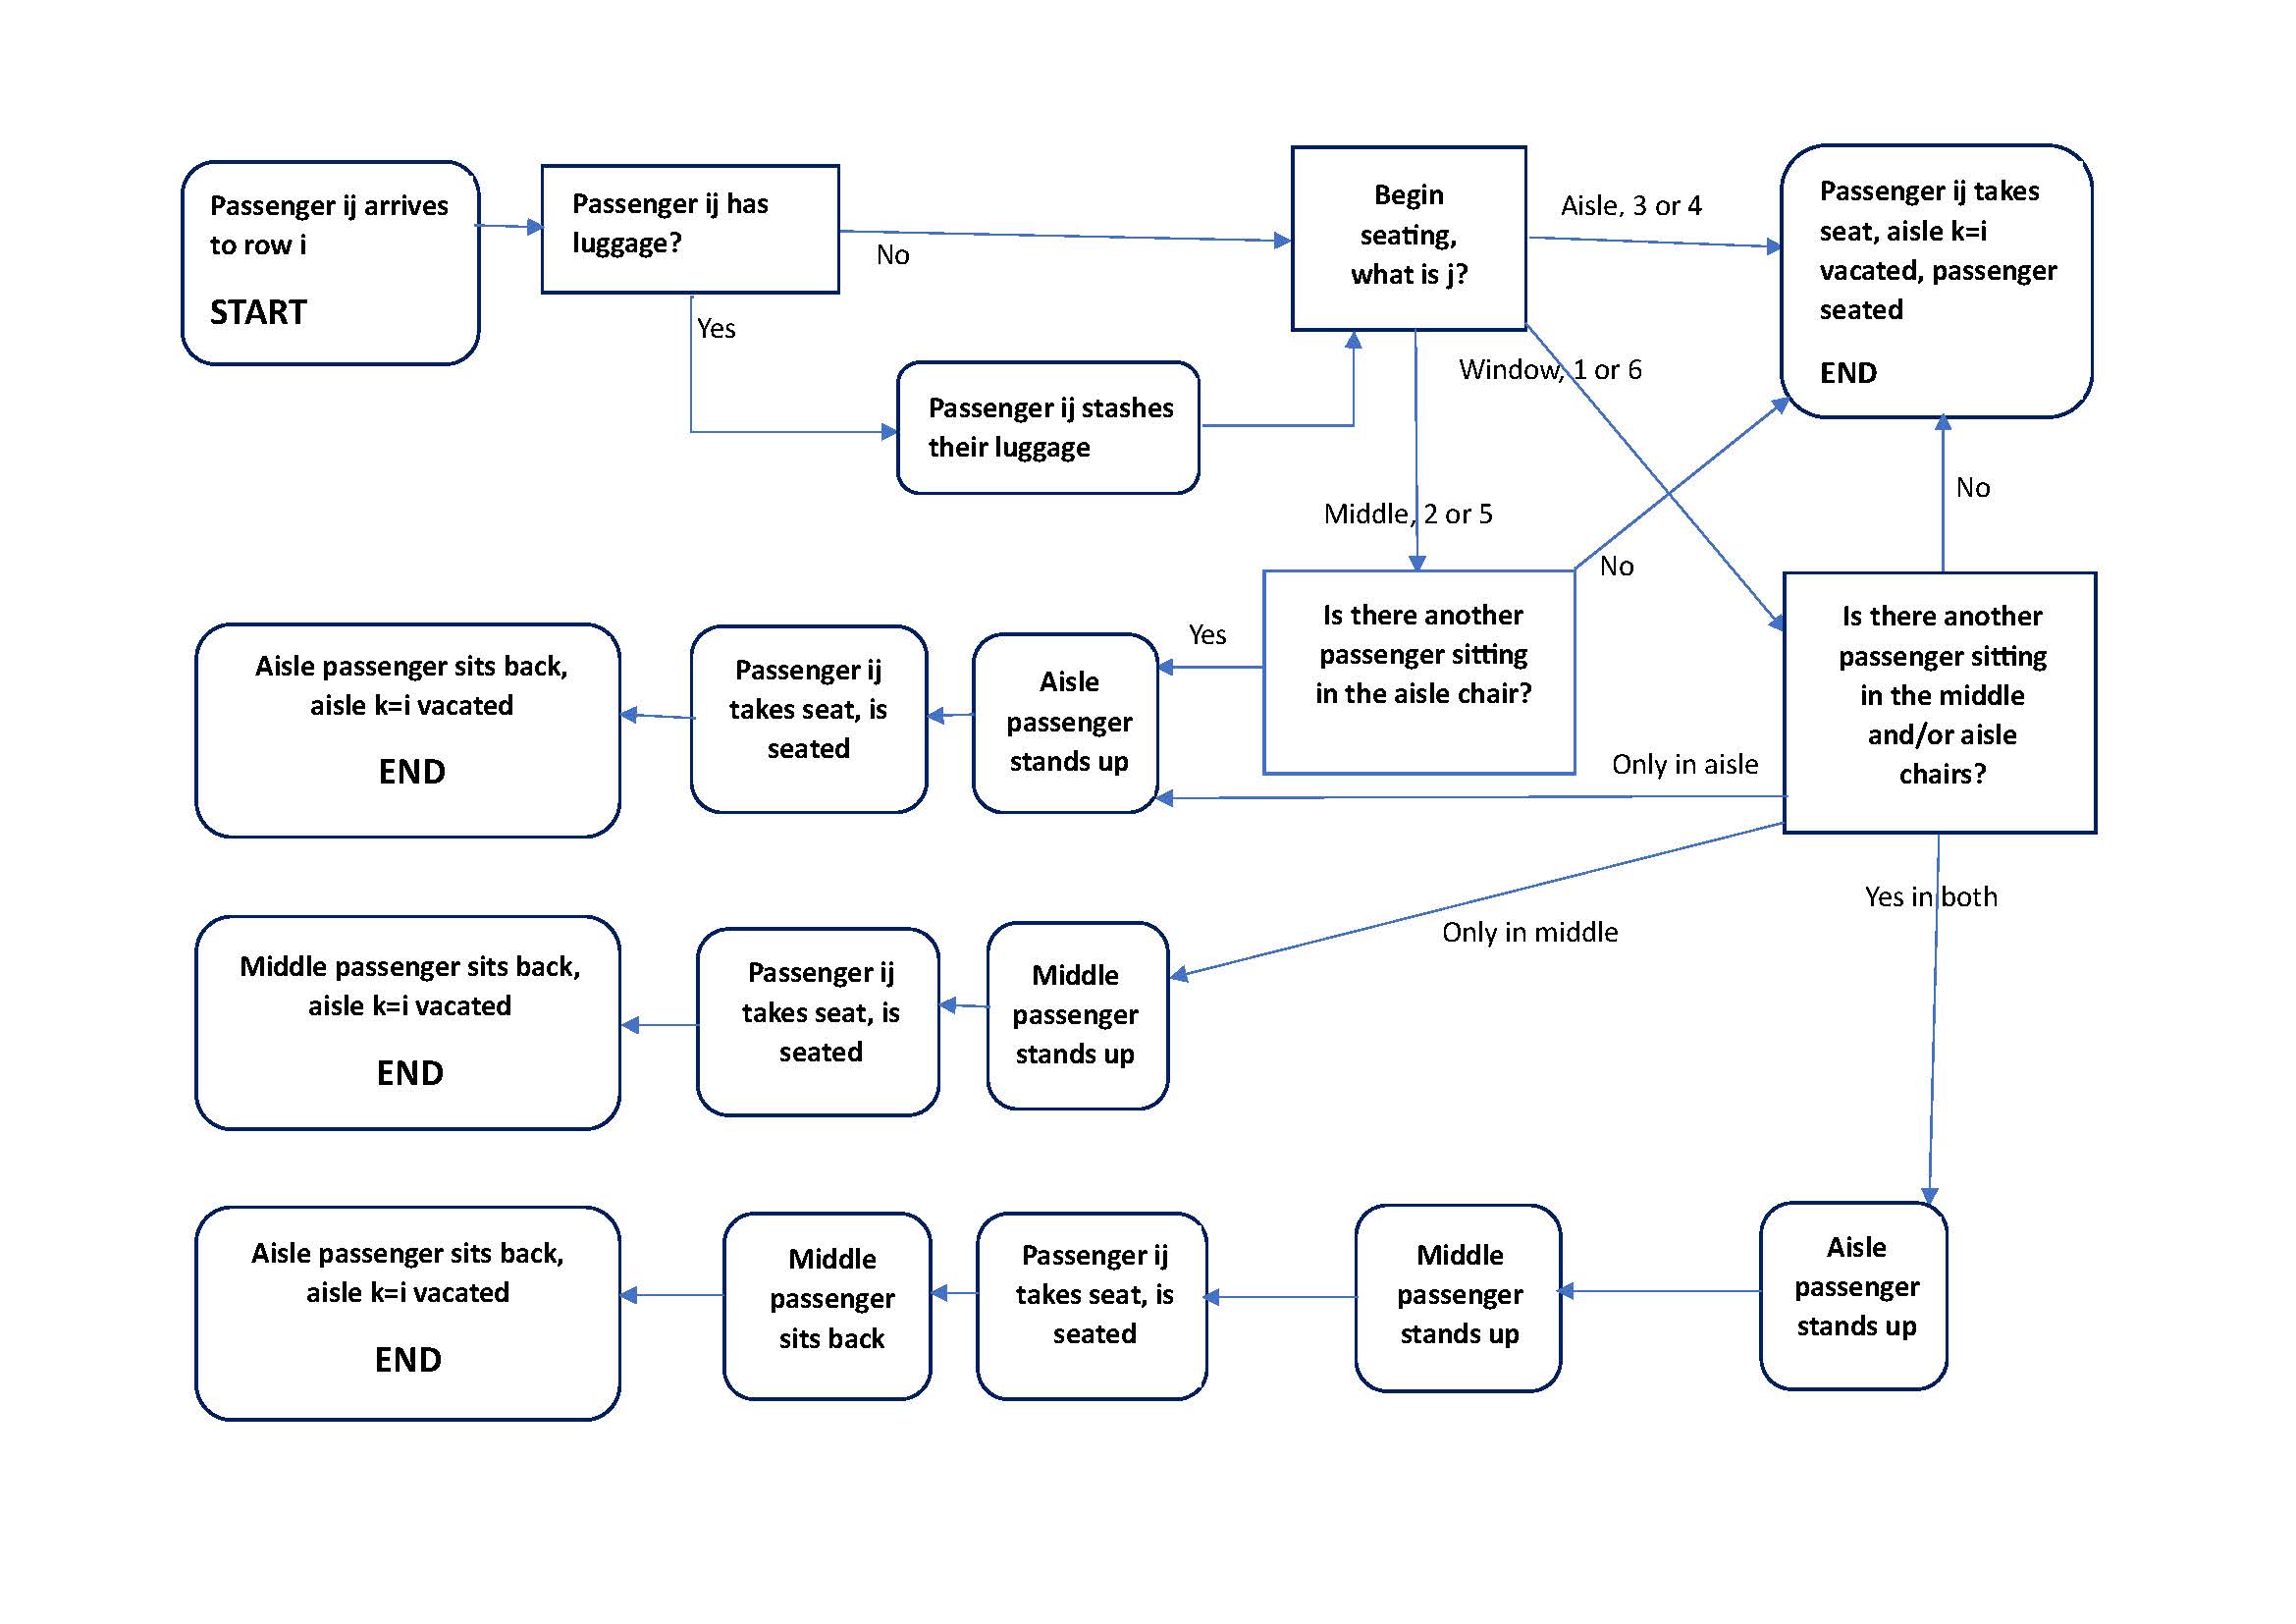 Passenger ij arrives
to row i
START
Passenger ij has
luggage?
No
Yes
Passenger ij stashes
their luggage
Begin
seating,
what is j?
Aisle, 3 or 4
Window, 1 or 6
Middle, 2 or 5
Passenger ij takes
seat, aisle k=i
vacated, passenger
seated
END
No
No
Is there another
passenger sitting
in the aisle chair?
Yes
Is there another
passenger sitting
in the middle
and/or aisle
chairs?
Only in aisle
Only in middle
Yes in both
Aisle
passenger
stands up
Passenger ij
takes seat, is
seated
Aisle passenger sits back,
aisle k=i vacated
END
Middle
passenger
stands up
Passenger ij
takes seat, is
seated
Middle passenger sits back,
aisle k=i vacated
END
Aisle
passenger
stands up
Middle
passenger
stands up
Passenger ij
takes seat, is
seated
Middle
passenger
sits back
Aisle passenger sits back,
aisle k=i vacated
END